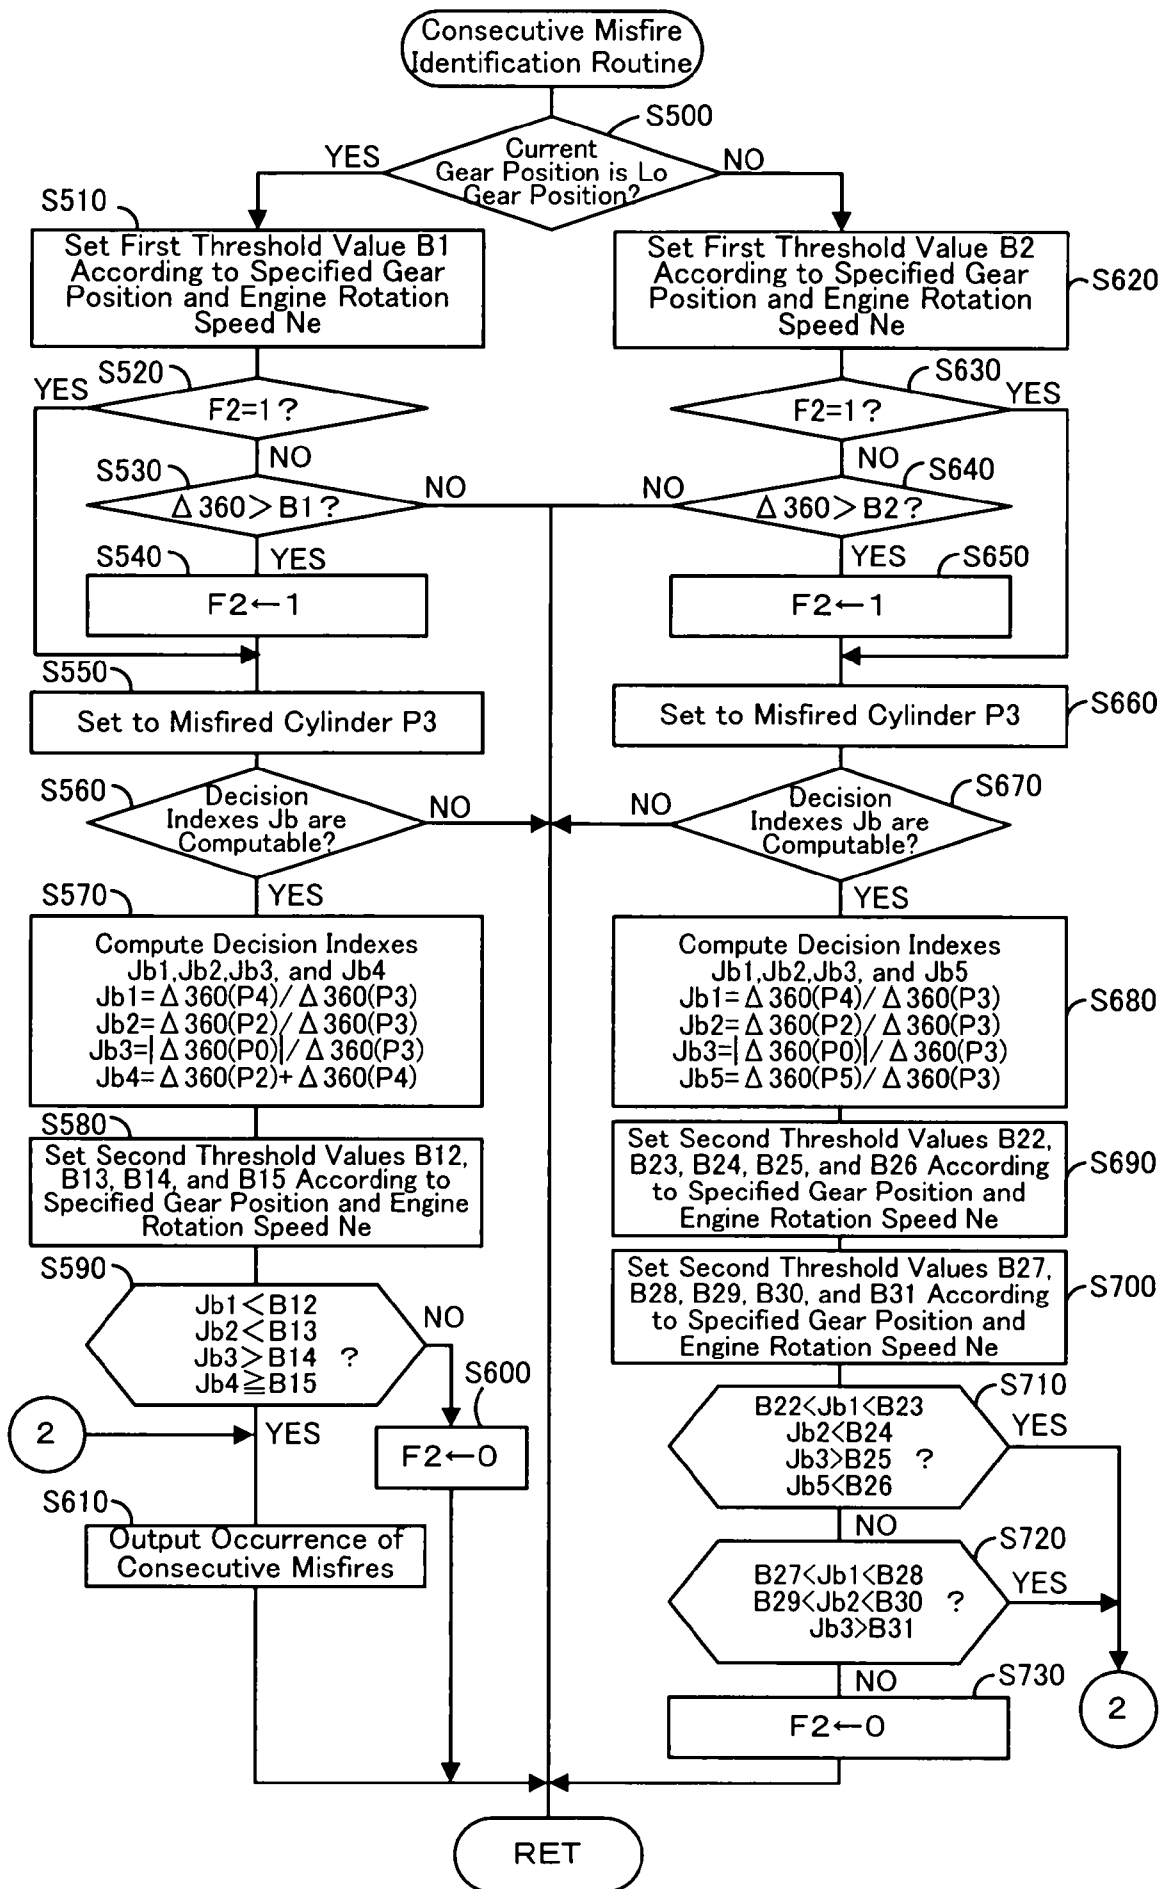 Consecutive Misfire
Identification Routine
S500
Current
Gear Position is Lo
Gear Position?
YES
NO
S510
Set First Threshold Value B1
According to Specified Gear
Position and Engine Rotation
Speed Ne
S520
YES
F2=1?
NO
S530
Δ360>B1?
NO
YES
S540
F2←1
S550
Set to Misfired Cylinder P3
S560
Decision
Indexes Jb are
Computable?
NO
YES
S570
Compute Decision Indexes
Jb1,Jb2,Jb3, and Jb4
Jb1=Δ360(P4)/Δ360(P3)
Jb2=Δ360(P2)/Δ360(P3)
Jb3=|Δ360(P0)|/Δ360(P3)
Jb4=Δ360(P2)+Δ360(P4)
S580
Set Second Threshold Values B12,
B13, B14, and B15 According to
Specified Gear Position and Engine
Rotation Speed Ne
S590
Jb1<B12
Jb2<B13
Jb3>B14 ?
Jb4≧B15
NO
S600
F2←0
2
YES
S610
Output Occurrence of
Consecutive Misfires
S620
Set First Threshold Value B2
According to Specified Gear
Position and Engine Rotation
Speed Ne
S630
F2=1?
YES
NO
S640
NO
Δ360>B2?
YES
S650
F2←1
S660
Set to Misfired Cylinder P3
S670
NO
Decision
Indexes Jb are
Computable?
YES
S680
Compute Decision Indexes
Jb1,Jb2,Jb3, and Jb5
Jb1=Δ360(P4)/Δ360(P3)
Jb2=Δ360(P2)/Δ360(P3)
Jb3=|Δ360(P0)|/Δ360(P3)
Jb5=Δ360(P5)/Δ360(P3)
S690
Set Second Threshold Values B22,
B23, B24, B25, and B26 According
to Specified Gear Position and
Engine Rotation Speed Ne
S700
Set Second Threshold Values B27,
B28, B29, B30, and B31 According
to Specified Gear Position and
Engine Rotation Speed Ne
S710
B22<Jb1<B23
Jb2<B24
Jb3>B25 ?
Jb5<B26
YES
NO
S720
B27<Jb1<B28
B29<Jb2<B30 ?
Jb3>B31
YES
NO
S730
F2←0
2
RET